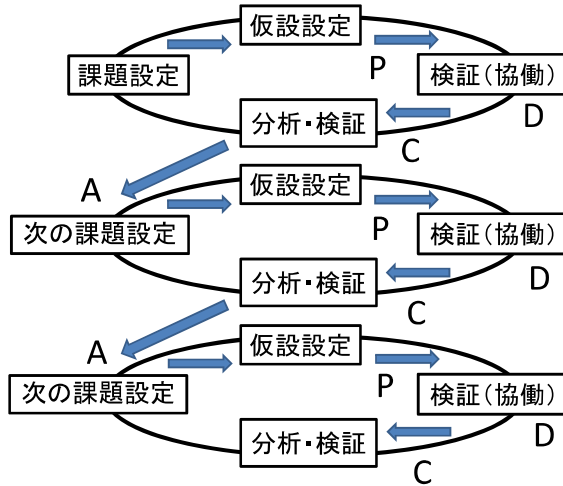 仮設設定
P
課題設定
検証（協働）
D
分析・検証
C
A
仮設設定
P
次の課題設定
検証（協働）
D
分析・検証
C
A
仮設設定
P
次の課題設定
検証（協働）
D
分析・検証
C